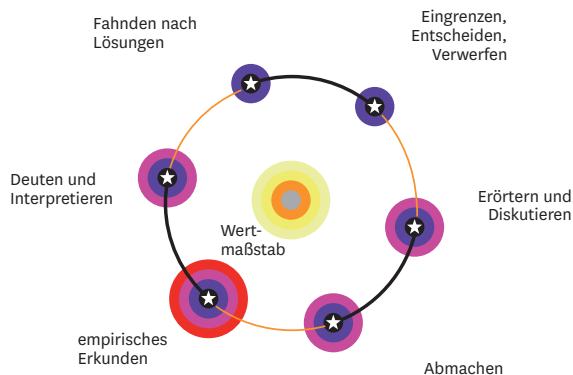 Fahnden nach
Lösungen
Eingrenzen,
Entscheiden,
Verwerfen
Deuten und
Interpretieren
Erörtern und
Diskutieren
Wert-
maßstab
empirisches
Erkunden
Abmachen